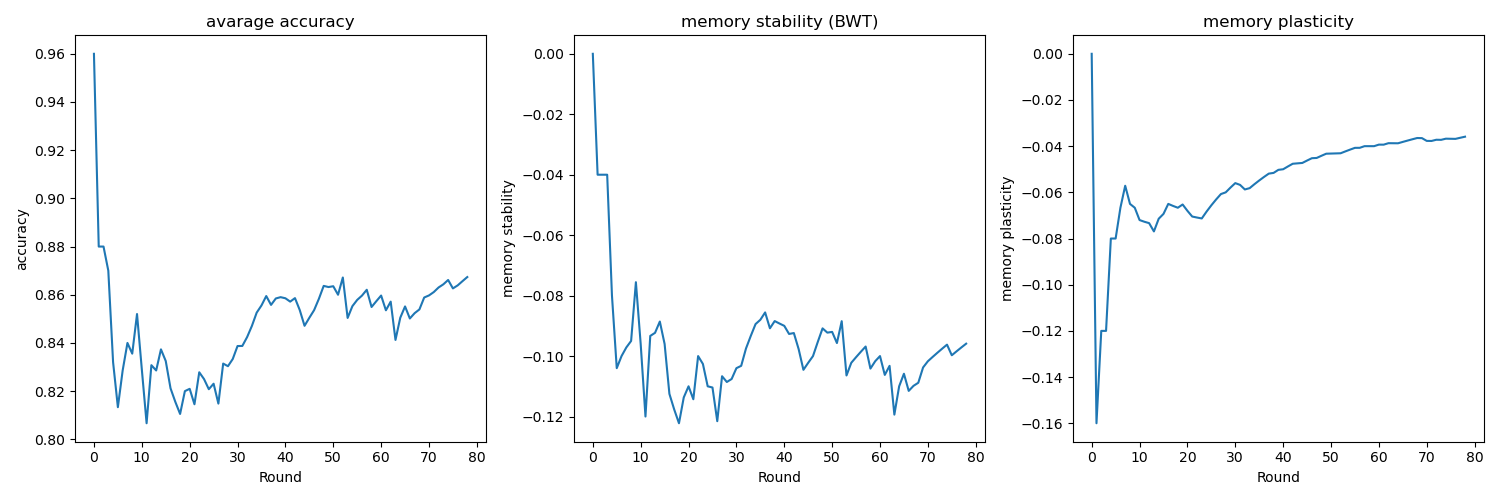 avarage accuracy
accuracy
0.96
0.94
0.92
0.90
0.88
0.86
0.84
0.82
0.80
0 10 20 30 40 50 60 70 80
Round
memory stability (BWT)
memory stability
0.00
−0.02
−0.04
−0.06
−0.08
−0.10
−0.12
0 10 20 30 40 50 60 70 80
Round
memory plasticity
memory plasticity
0.00
−0.02
−0.04
−0.06
−0.08
−0.10
−0.12
−0.14
−0.16
0 10 20 30 40 50 60 70 80
Round